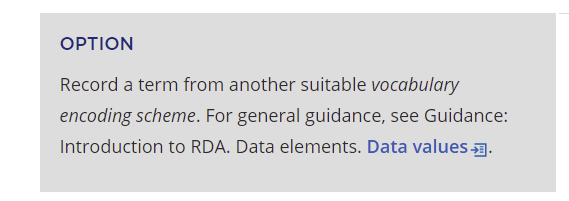 OPTION
Record a term from another suitable vocabulary
encoding scheme. For general guidance, see Guidance:
Introduction to RDA. Data elements. Data values.